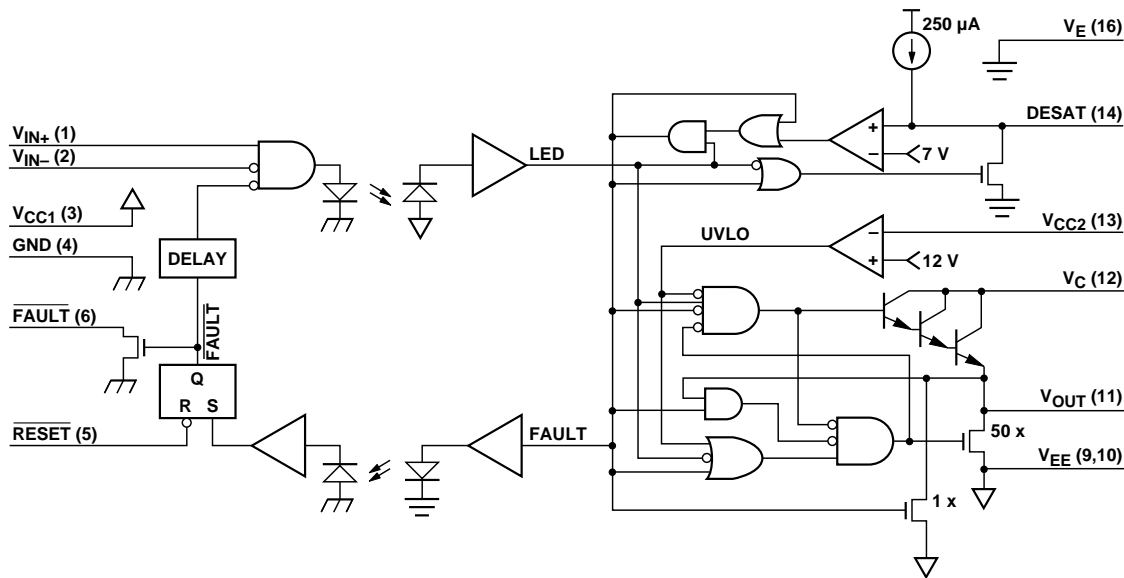 250 µA
V_E (16)
V_IN+ (1)
V_IN– (2)
LED
DESAT (14)
7 V
V_CC1 (3)
GND (4)
DELAY
UVLO
V_CC2 (13)
12 V
V_C (12)
FAULT (6)
FAULT
Q
R S
RESET (5)
FAULT
V_OUT (11)
50 x
V_EE (9,10)
1 x